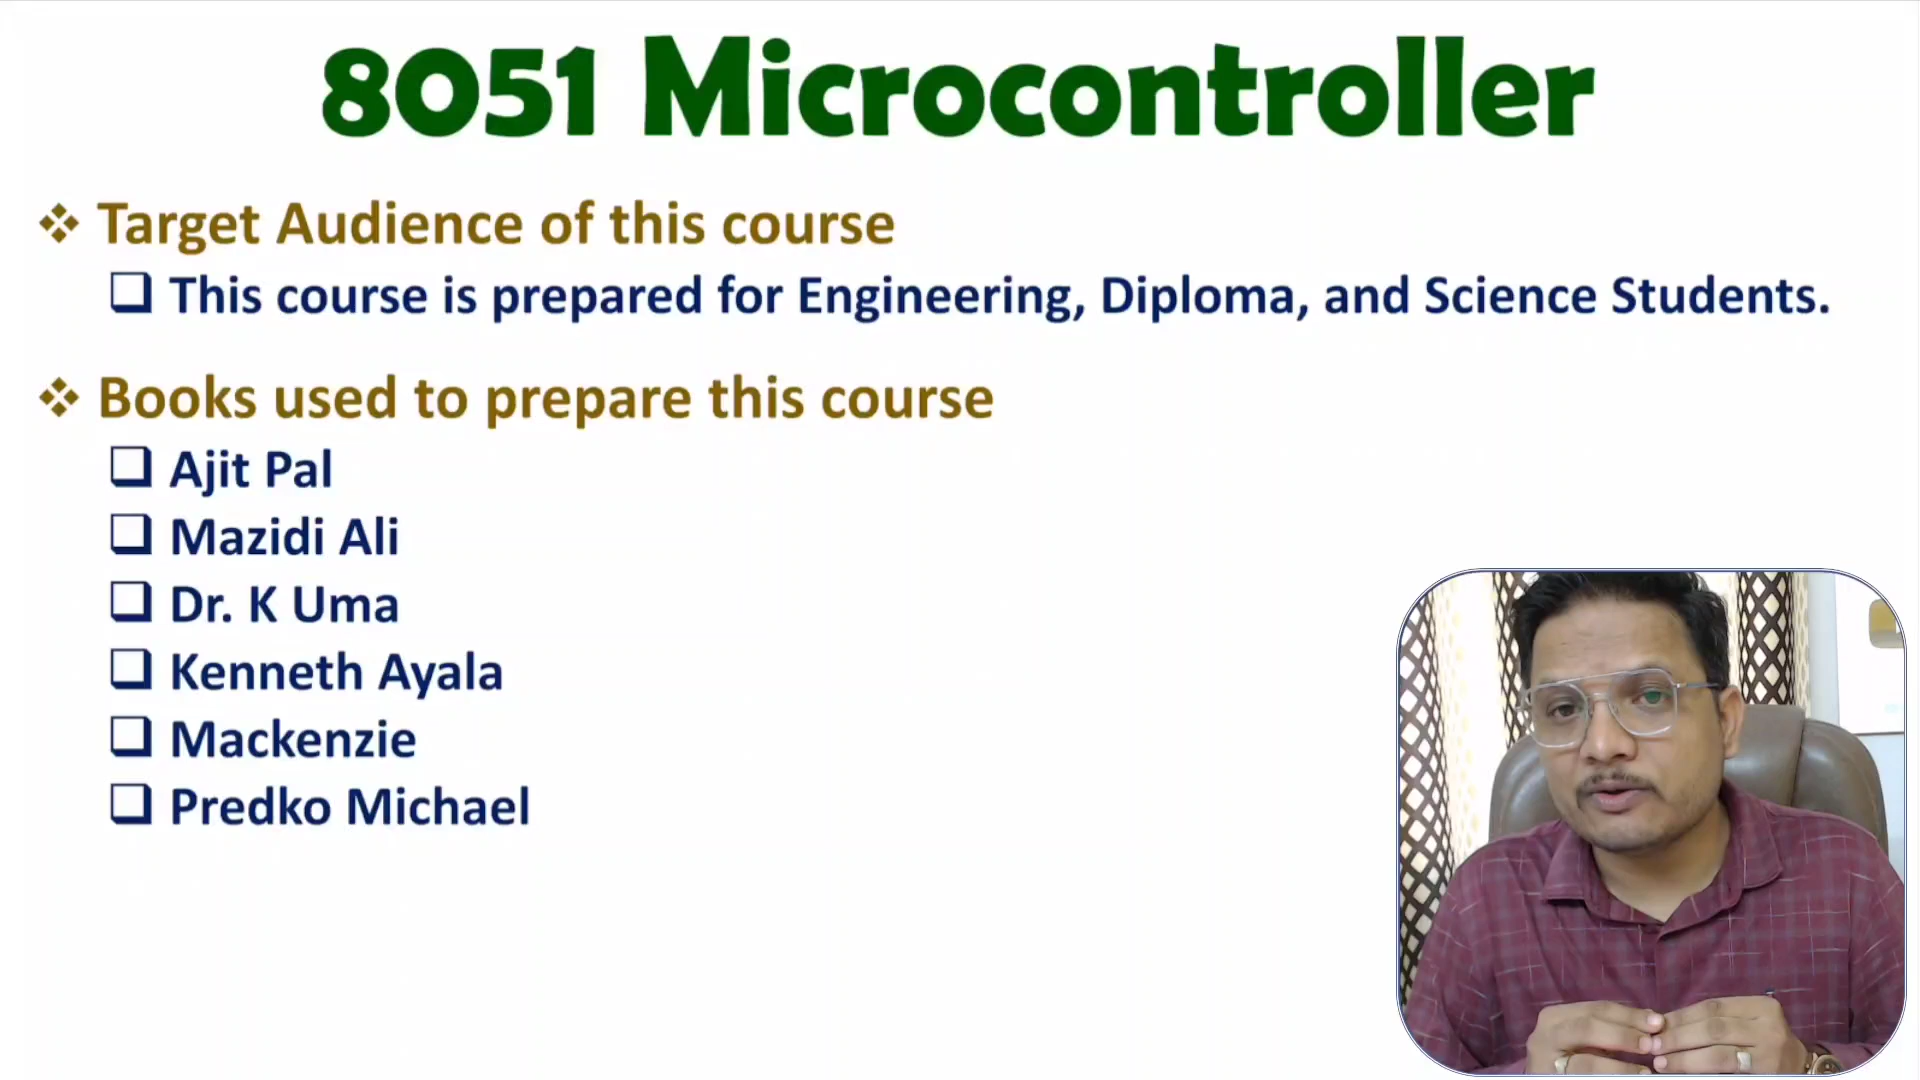 8051 Microcontroller
❖ Target Audience of this course
❑ This course is prepared for Engineering, Diploma, and Science Students.
❖ Books used to prepare this course
❑ Ajit Pal
❑ Mazidi Ali
❑ Dr. K Uma
❑ Kenneth Ayala
❑ Mackenzie
❑ Predko Michael